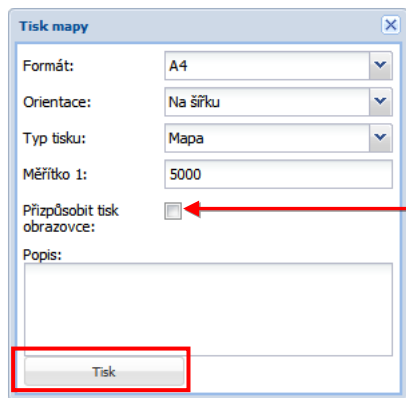 Tisk mapy
Formát: A4
Orientace: Na šířku
Typ tisku: Mapa
Měřítko 1: 5000
Přizpůsobit tisk
obrazovce:
Popis:
Tisk